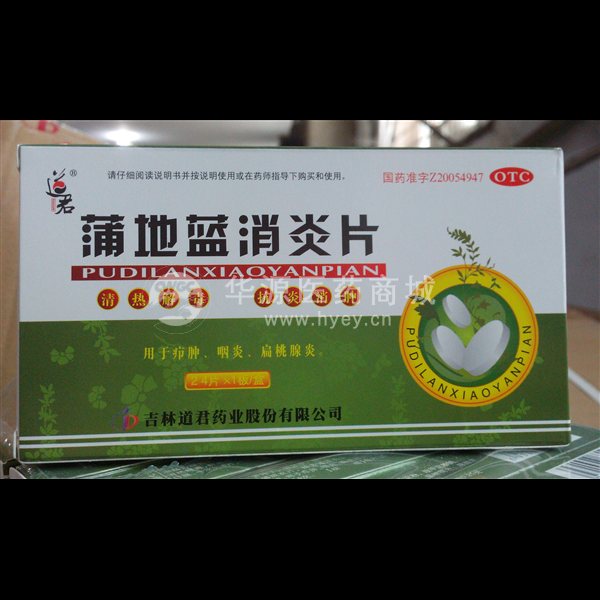 道君®
请仔细阅读说明书并按说明使用或在药师指导下购买和使用。
国药准字Z20054947 OTC
蒲地蓝消炎片
PUDILANXIAOYANPIAN
清热解毒 抗炎消肿
华源医药商城
www.hyey.cn
用于疖肿、咽炎、扁桃腺炎。
24片×1板/盒
吉林道君药业股份有限公司
PUDILANXIAOYANPIAN